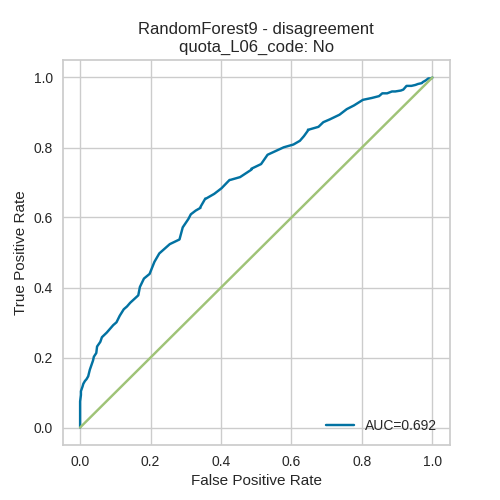 RandomForest9 - disagreement
quota_L06_code: No
True Positive Rate
1.0
0.8
0.6
0.4
0.2
0.0
AUC=0.692
0.0 0.2 0.4 0.6 0.8 1.0
False Positive Rate